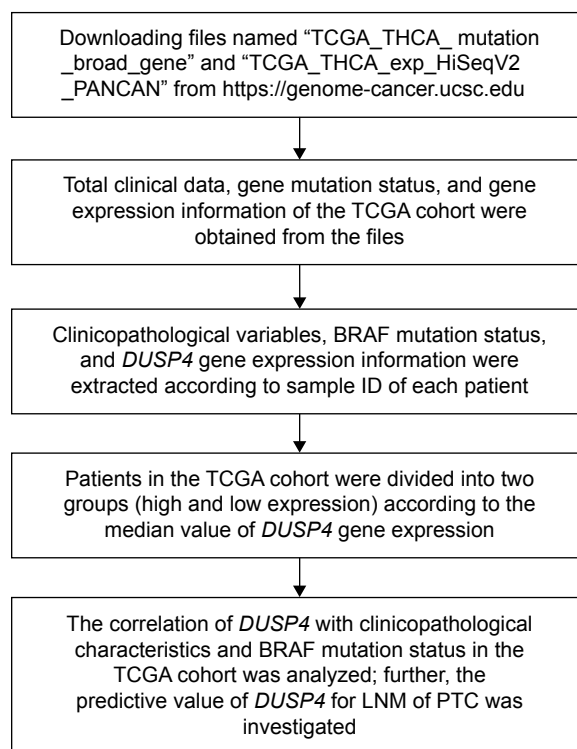 Downloading files named “TCGA_THCA_ mutation
_broad_gene” and “TCGA_THCA_exp_HiSeqV2
_PANCAN” from https://genome-cancer.ucsc.edu
Total clinical data, gene mutation status, and gene
expression information of the TCGA cohort were
obtained from the files
Clinicopathological variables, BRAF mutation status,
and DUSP4 gene expression information were
extracted according to sample ID of each patient
Patients in the TCGA cohort were divided into two
groups (high and low expression) according to the
median value of DUSP4 gene expression
The correlation of DUSP4 with clinicopathological
characteristics and BRAF mutation status in the
TCGA cohort was analyzed; further, the
predictive value of DUSP4 for LNM of PTC was
investigated